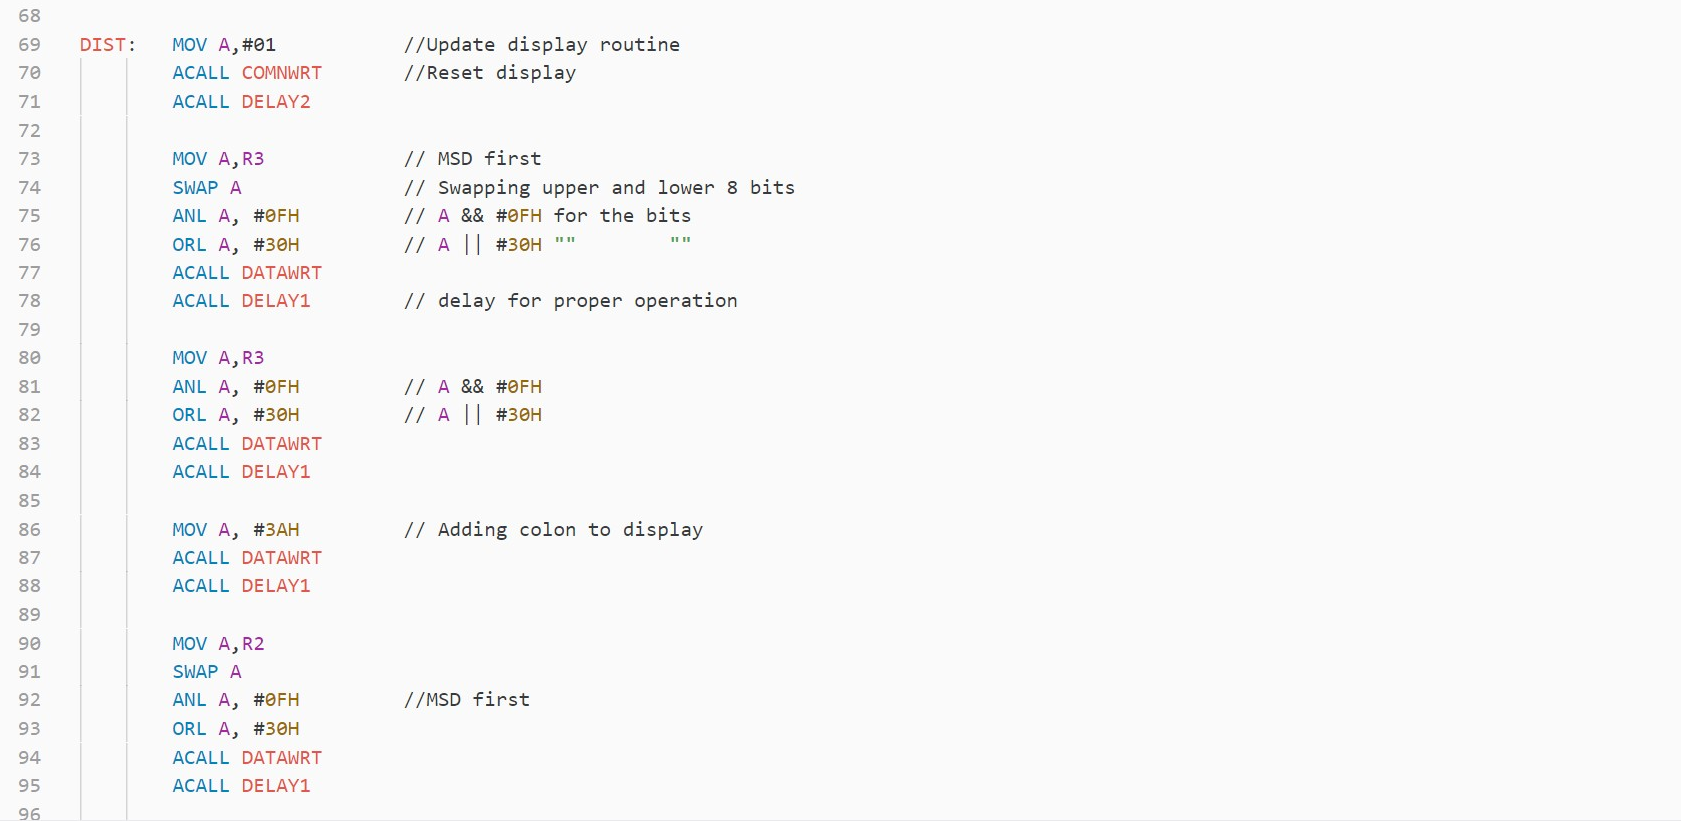 68
69 DIST: MOV A,#01 //Update display routine
70 ACALL COMNWRT //Reset display
71 ACALL DELAY2
72
73 MOV A,R3 // MSD first
74 SWAP A // Swapping upper and lower 8 bits
75 ANL A, #0FH // A && #0FH for the bits
76 ORL A, #30H // A || #30H "" ""
77 ACALL DATAWRT
78 ACALL DELAY1 // delay for proper operation
79
80 MOV A,R3
81 ANL A, #0FH // A && #0FH
82 ORL A, #30H // A || #30H
83 ACALL DATAWRT
84 ACALL DELAY1
85
86 MOV A, #3AH // Adding colon to display
87 ACALL DATAWRT
88 ACALL DELAY1
89
90 MOV A,R2
91 SWAP A
92 ANL A, #0FH //MSD first
93 ORL A, #30H
94 ACALL DATAWRT
95 ACALL DELAY1
96